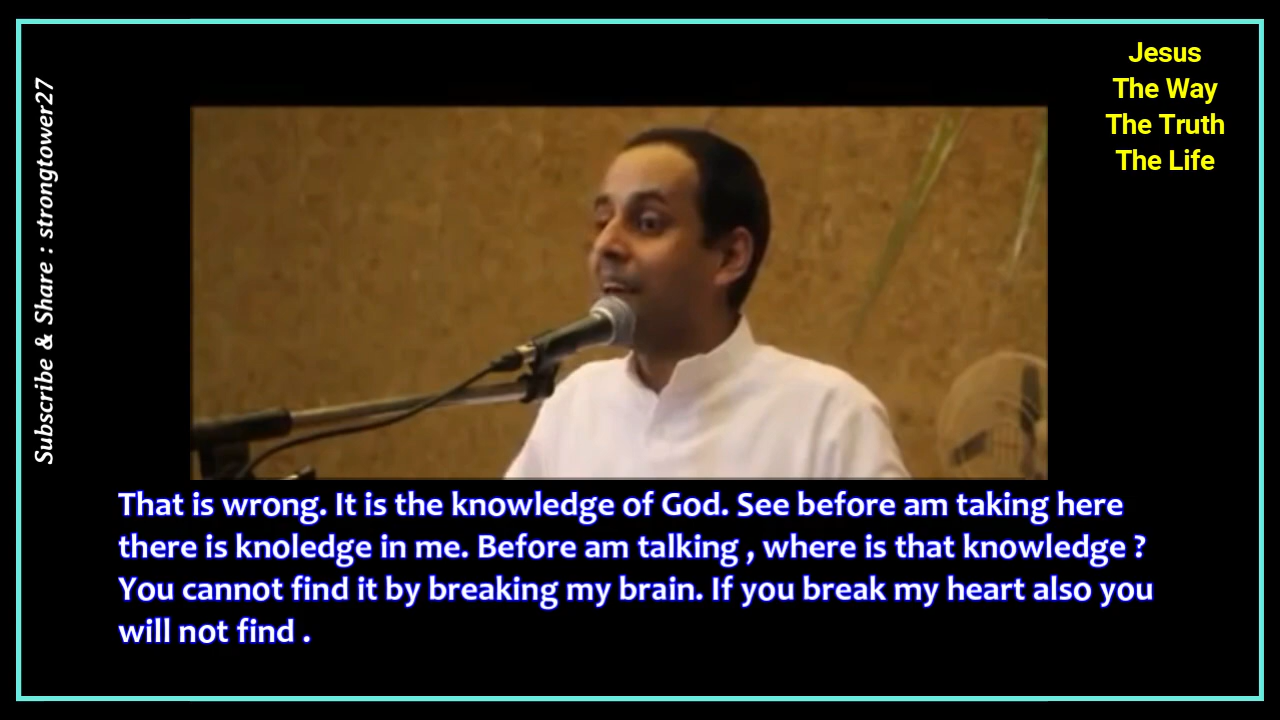 Jesus
The Way
The Truth
The Life
Subscribe & Share : strongtower27
That is wrong. It is the knowledge of God. See before am taking here
there is knoledge in me. Before am talking , where is that knowledge ?
You cannot find it by breaking my brain. If you break my heart also you
will not find .